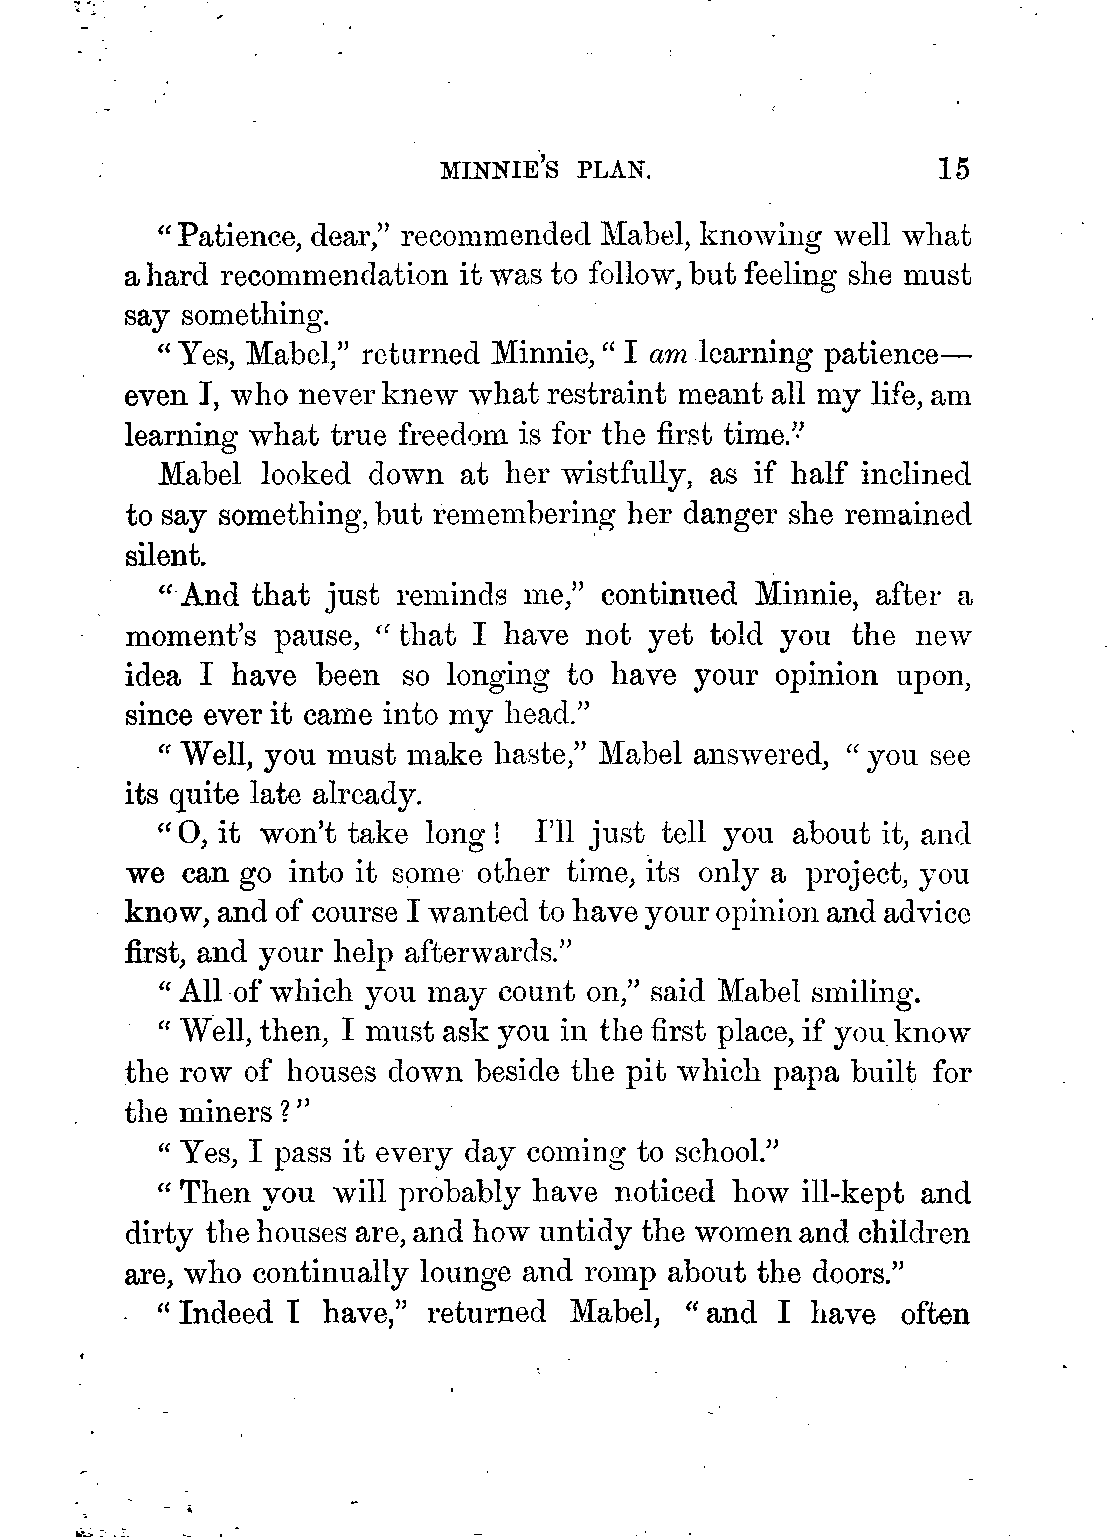 MINNIE'S PLAN. 15
“Patience, dear,” recommended Mabel, knowing well what
a hard recommendation it was to follow, but feeling she must
say something.
“Yes, Mabel,” returned Minnie, “I am learning patience—
even I, who never knew what restraint meant all my life, am
learning what true freedom is for the first time.”
Mabel looked down at her wistfully, as if half inclined
to say something, but remembering her danger she remained
silent.
“And that just reminds me,” continued Minnie, after a
moment's pause, “that I have not yet told you the new
idea I have been so longing to have your opinion upon,
since ever it came into my head.”
“Well, you must make haste,” Mabel answered, “you see
its quite late already.
“O, it won't take long! I'll just tell you about it, and
we can go into it some other time, its only a project, you
know, and of course I wanted to have your opinion and advice
first, and your help afterwards.”
“All of which you may count on,” said Mabel smiling.
“Well, then, I must ask you in the first place, if you know
the row of houses down beside the pit which papa built for
the miners?”
“Yes, I pass it every day coming to school.”
“Then you will probably have noticed how ill-kept and
dirty the houses are, and how untidy the women and children
are, who continually lounge and romp about the doors.”
“Indeed I have,” returned Mabel, “and I have often